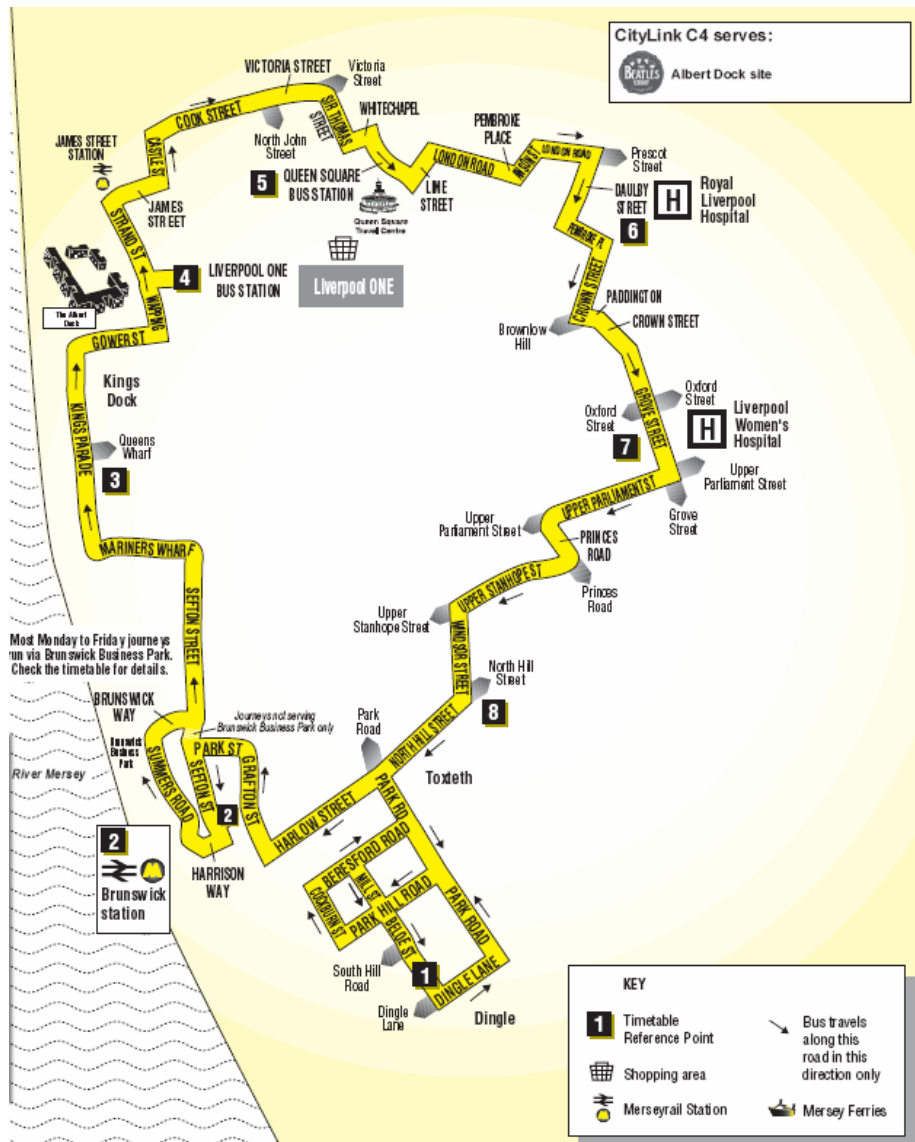 CityLink C4 serves:
THE
BEATLES
STORY
Albert Dock site
VICTORIA STREET
Victoria
Street
COOK STREET
SIR THOMAS
STREET
WHITECHAPEL
North John
Street
JAMES STREET
STATION
CASTLE ST
5
QUEEN SQUARE
BUS STATION
Queen Square
Travel Centre
LIME
STREET
LONDON ROAD
PEMBROKE
PLACE
LONDON ROAD
Prescot
Street
DAULBY
STREET
H
Royal
Liverpool
Hospital
6
PEMBROKE PL
JAMES
STREET
STRAND ST
4
LIVERPOOL ONE
BUS STATION
Liverpool ONE
WAPPING
The Albert
Dock
GOWER ST
CROWN STREET
PADDINGTON
CROWN STREET
Brownlow
Hill
Kings
Dock
KINGS PARADE
Queens
Wharf
3
Oxford
Street
Oxford
Street
GROVE STREET
H
Liverpool
Women's
Hospital
7
Upper
Parliament Street
Grove
Street
UPPER PARLIAMENT ST
Upper
Parliament Street
PRINCES
ROAD
Princes
Road
MARINERS WHARF
SEFTON STREET
UPPER STANHOPE ST
Upper
Stanhope Street
WINDSOR STREET
Most Monday to Friday journeys
run via Brunswick Business Park.
Check the timetable for details.
North Hill
Street
8
BRUNSWICK
WAY
Journeys not serving
Brunswick Business Park only
Park
Road
NORTH HILL STREET
Brunswick
Business
Park
River Mersey
PARK ST
SUMMERS ROAD
SEFTON ST
GRAFTON ST
Toxteth
2
HARLOW STREET
PARK RD
2
Brunswick
station
HARRISON
WAY
BERESFORD ROAD
MILL ST
COCKBURN ST
PARK HILL ROAD
PARK ROAD
BELOE ST
South Hill
Road
1
DINGLE LANE
Dingle
Lane
Dingle
KEY
1
Timetable
Reference Point
Bus travels
along this
road in this
direction only
Shopping area
Merseyrail Station
Mersey Ferries